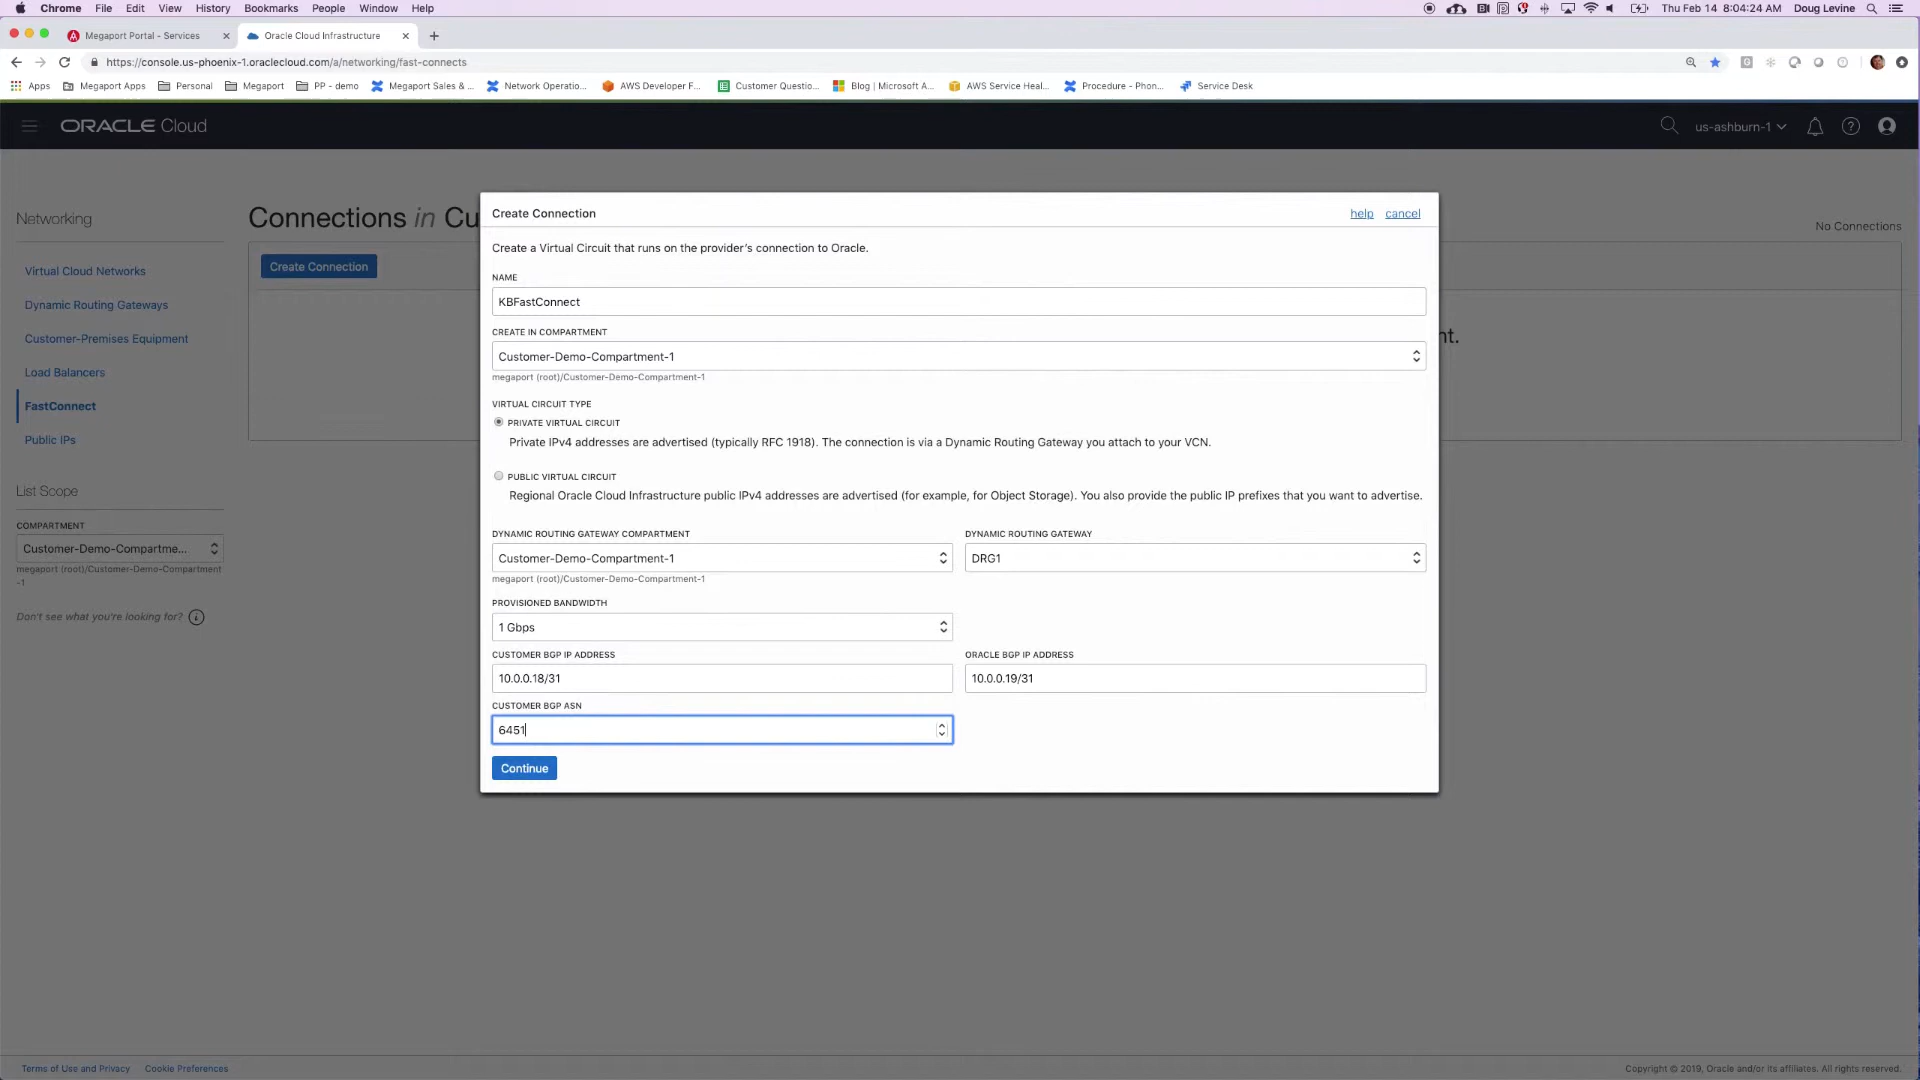 Chrome File Edit View History Bookmarks People Window Help Thu Feb 14 8:04:24 AM Doug Levine
Megaport Portal - Services Oracle Cloud Infrastructure
https://console.us-phoenix-1.oraclecloud.com/a/networking/fast-connects
Apps Megaport Apps Personal Megaport PP - demo Megaport Sales & ... Network Operatio... AWS Developer F... Customer Questio... Blog | Microsoft A... AWS Service Heal... Procedure - Phon... Service Desk
ORACLE Cloud us-ashburn-1
Networking
Virtual Cloud Networks
Dynamic Routing Gateways
Customer-Premises Equipment
Load Balancers
FastConnect
Public IPs
List Scope
COMPARTMENT
Customer-Demo-Compartme...
megaport (root)/Customer-Demo-Compartment
-1
Don't see what you're looking for?
Connections in Cu
No Connections
Create Connection
nt.
Create Connection
help cancel
Create a Virtual Circuit that runs on the provider's connection to Oracle.
NAME
KBFastConnect
CREATE IN COMPARTMENT
Customer-Demo-Compartment-1
megaport (root)/Customer-Demo-Compartment-1
VIRTUAL CIRCUIT TYPE
PRIVATE VIRTUAL CIRCUIT
Private IPv4 addresses are advertised (typically RFC 1918). The connection is via a Dynamic Routing Gateway you attach to your VCN.
PUBLIC VIRTUAL CIRCUIT
Regional Oracle Cloud Infrastructure public IPv4 addresses are advertised (for example, for Object Storage). You also provide the public IP prefixes that you want to advertise.
DYNAMIC ROUTING GATEWAY COMPARTMENT DYNAMIC ROUTING GATEWAY
Customer-Demo-Compartment-1 DRG1
megaport (root)/Customer-Demo-Compartment-1
PROVISIONED BANDWIDTH
1 Gbps
CUSTOMER BGP IP ADDRESS ORACLE BGP IP ADDRESS
10.0.0.18/31 10.0.0.19/31
CUSTOMER BGP ASN
6451
Continue
Terms of Use and Privacy Cookie Preferences Copyright © 2019, Oracle and/or its affiliates. All rights reserved.